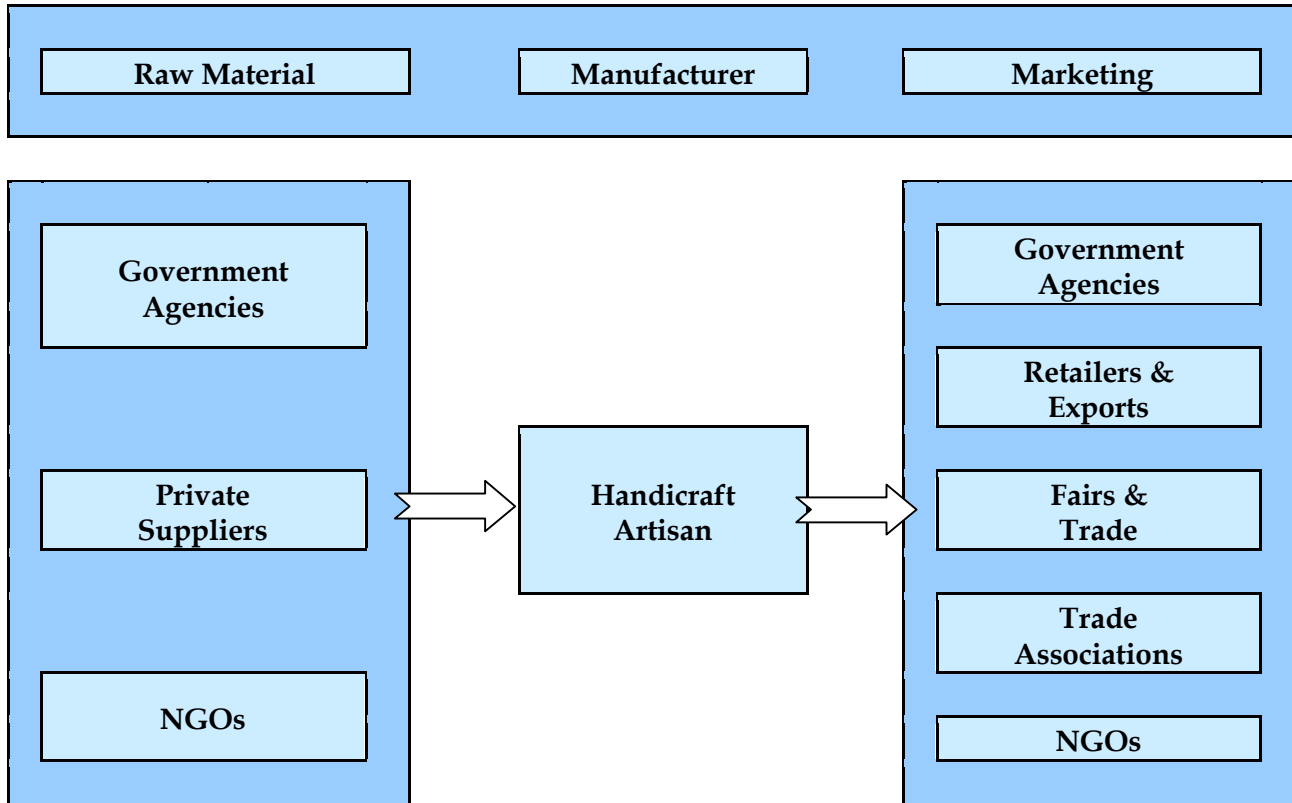 Raw Material
Manufacturer
Marketing
Government
Agencies
Private
Suppliers
NGOs
Handicraft
Artisan
Government
Agencies
Retailers &
Exports
Fairs &
Trade
Trade
Associations
NGOs